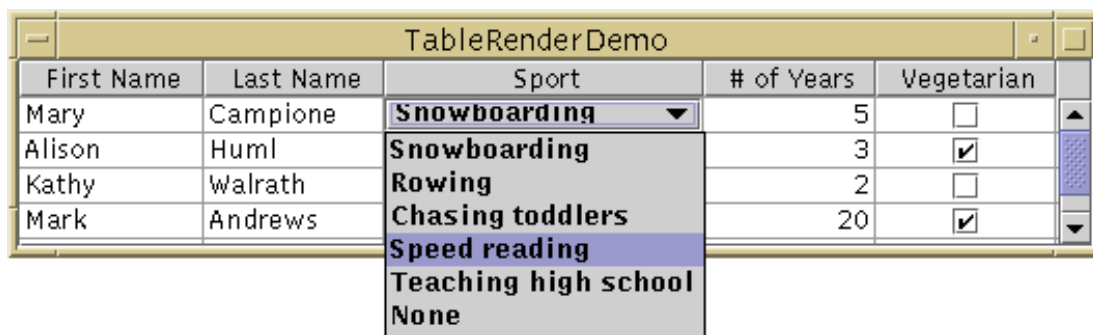 TableRenderDemo
First Name Last Name Sport # of Years Vegetarian
Mary Campione Snowboarding 5
Alison Huml 3
Kathy Walrath 2
Mark Andrews 20
Snowboarding
Rowing
Chasing toddlers
Speed reading
Teaching high school
None